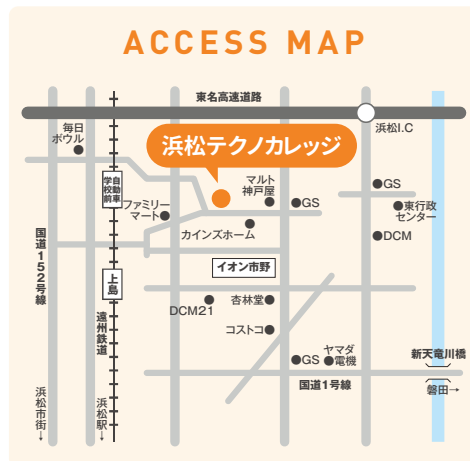 ACCESS MAP
東名高速道路
毎日
ボウル
浜松I.C
浜松テクノカレッジ
自動車
学校前
マルト
神戸屋
GS
GS
ファミリー
マート
東行政
センター
カインズホーム
DCM
国道152号線
イオン市野
上島
DCM21
杏林堂
遠州鉄道
コストコ
GS
ヤマダ
電機
新天竜川橋
国道1号線
磐田→
浜松市街→
浜松駅→